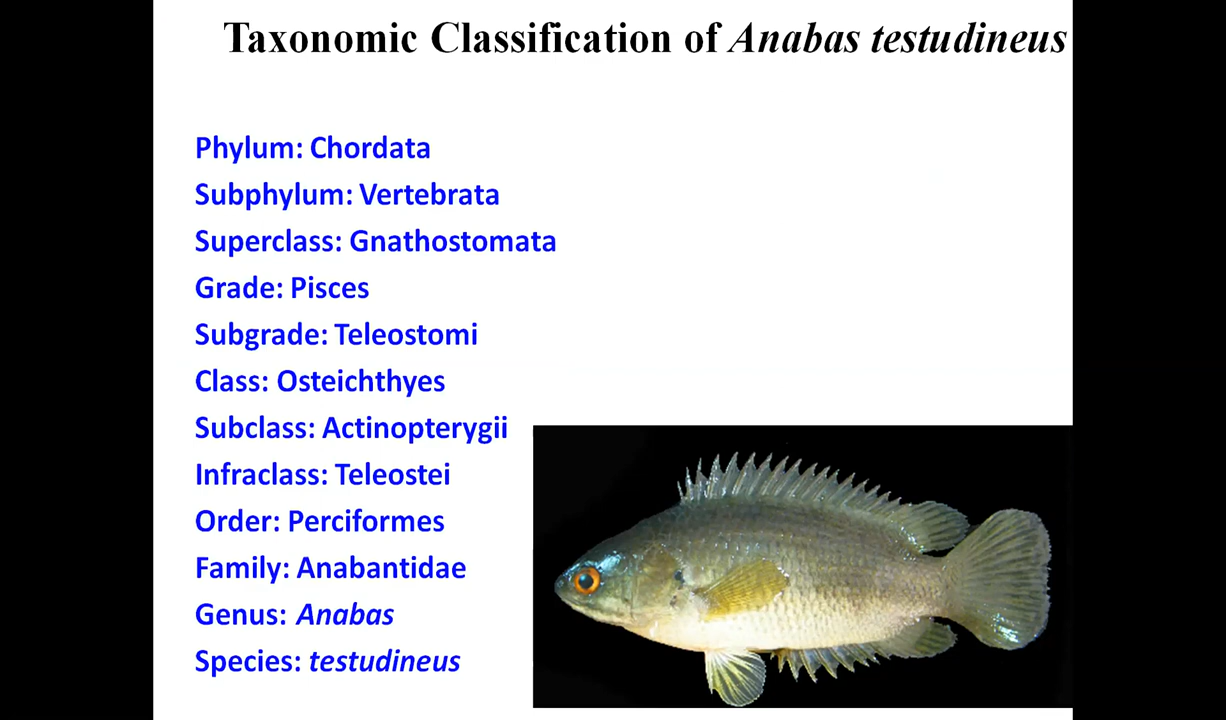 Taxonomic Classification of Anabas testudineus
Phylum: Chordata
Subphylum: Vertebrata
Superclass: Gnathostomata
Grade: Pisces
Subgrade: Teleostomi
Class: Osteichthyes
Subclass: Actinopterygii
Infraclass: Teleostei
Order: Perciformes
Family: Anabantidae
Genus: Anabas
Species: testudineus